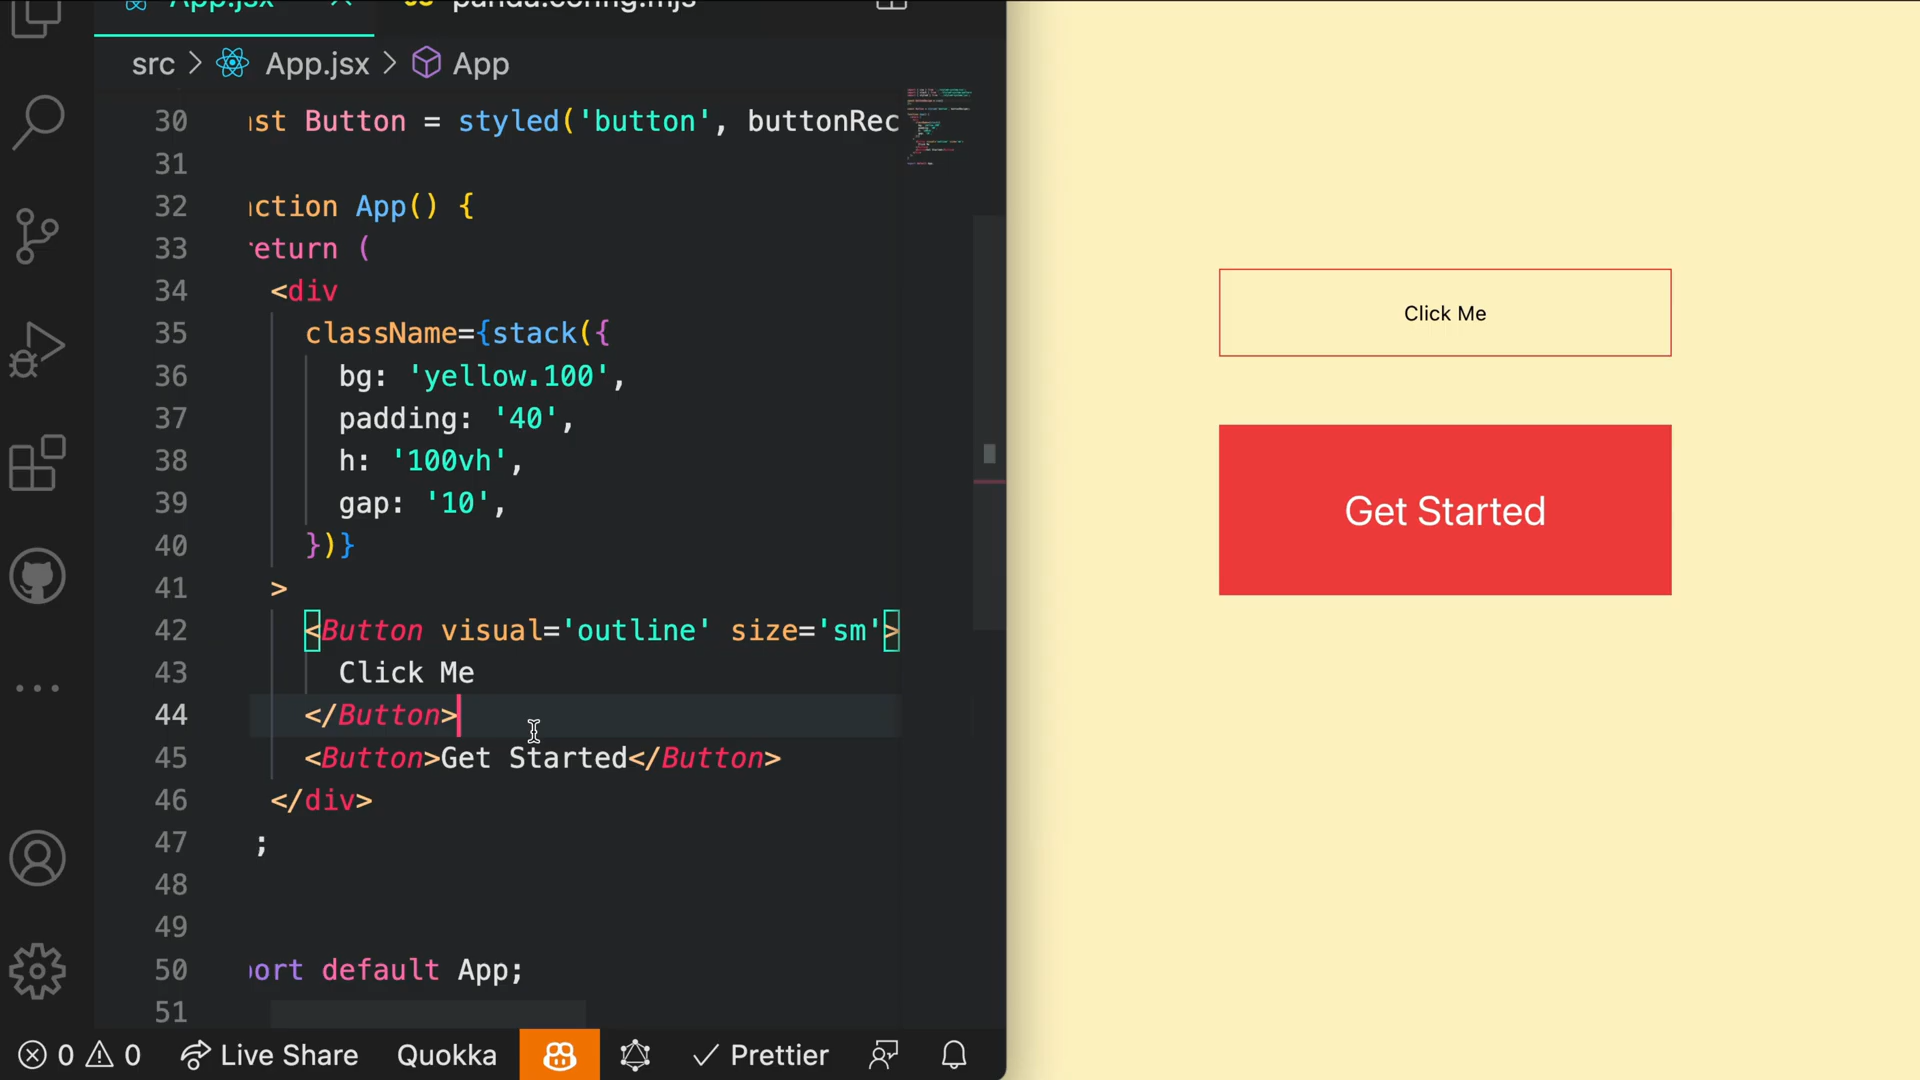 App.jsx panda.config.mjs
src > App.jsx > App
30 st Button = styled('button', buttonRec
31
32 ction App() {
33 eturn (
34 <div
35 className={stack({
36 bg: 'yellow.100',
37 padding: '40',
38 h: '100vh',
39 gap: '10',
40 })}
41 >
42 <Button visual='outline' size='sm'>
43 Click Me
44 </Button>
45 <Button>Get Started</Button>
46 </div>
47 ;
48
49
50 ort default App;
51
0 0 Live Share Quokka Prettier
Click Me
Get Started